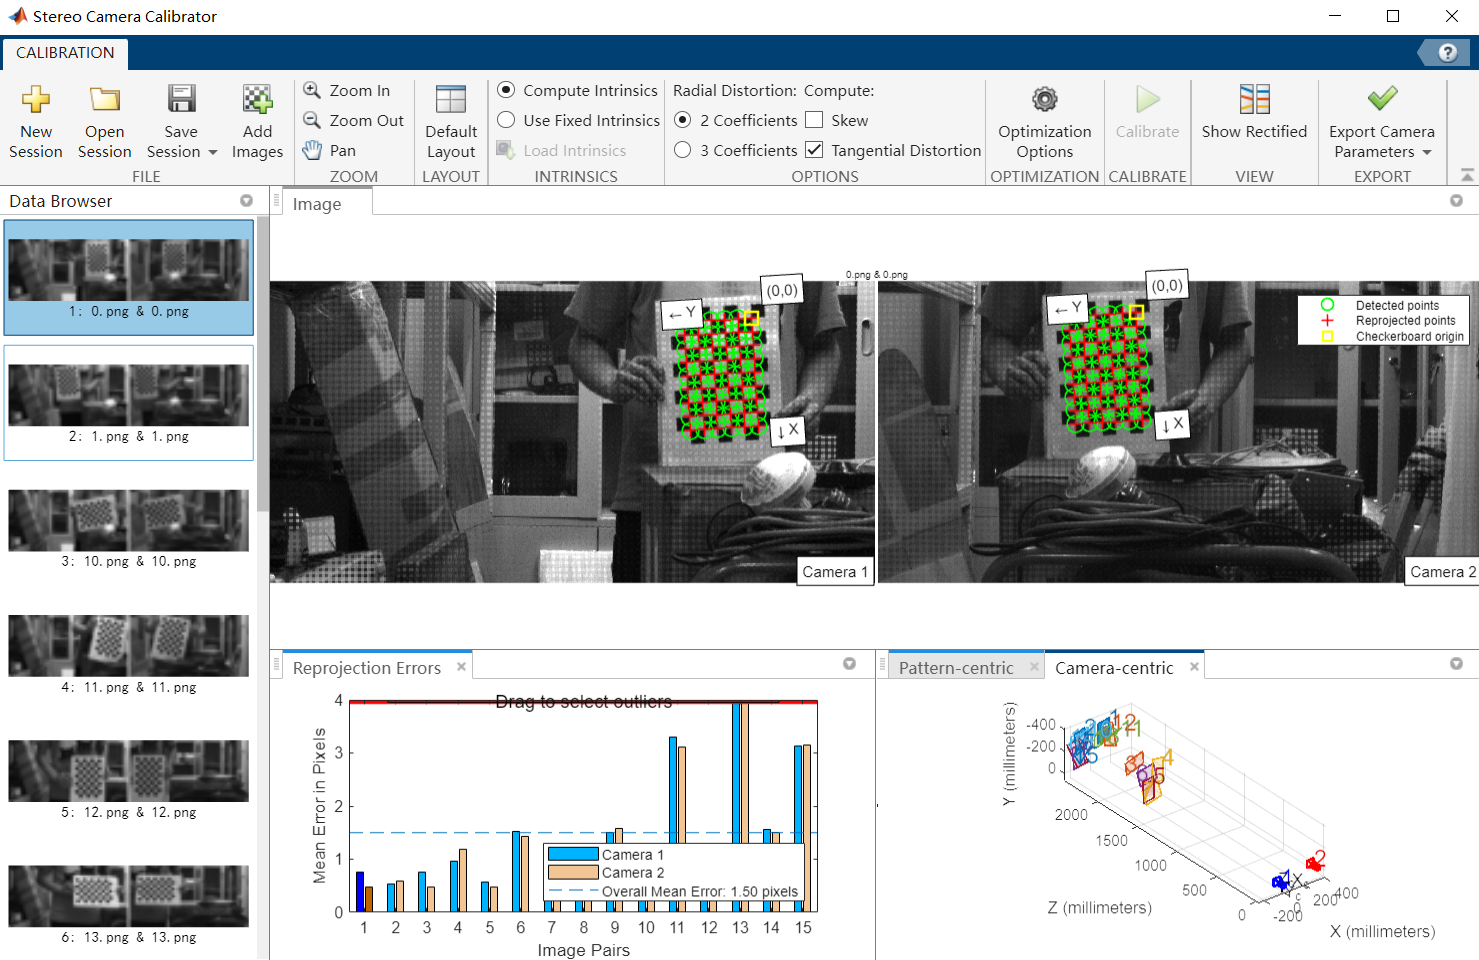 Stereo Camera Calibrator
CALIBRATION
?
New Session
Open Session
Save Session
Add Images
FILE
Zoom In
Zoom Out
Pan
ZOOM
Default Layout
LAYOUT
Compute Intrinsics
Use Fixed Intrinsics
Load Intrinsics
INTRINSICS
Radial Distortion: Compute:
2 Coefficients Skew
3 Coefficients Tangential Distortion
OPTIONS
Optimization Options
OPTIMIZATION
Calibrate
CALIBRATE
Show Rectified
VIEW
Export Camera Parameters
EXPORT
Data Browser
1: 0.png & 0.png
2: 1.png & 1.png
3: 10.png & 10.png
4: 11.png & 11.png
5: 12.png & 12.png
6: 13.png & 13.png
Image
0.png & 0.png
← Y
(0,0)
↓ X
Camera 1
← Y
(0,0)
↓ X
Detected points
Reprojected points
Checkerboard origin
Camera 2
Reprojection Errors
Drag to select outliers
Mean Error in Pixels
4
3
2
1
0
Camera 1
Camera 2
Overall Mean Error: 1.50 pixels
1 2 3 4 5 6 7 8 9 10 11 12 13 14 15
Image Pairs
Pattern-centric
Camera-centric
Y (millimeters)
-400
-200
0
2000
1500
1000
500
0
Z (millimeters)
-200
0
200
400
X (millimeters)